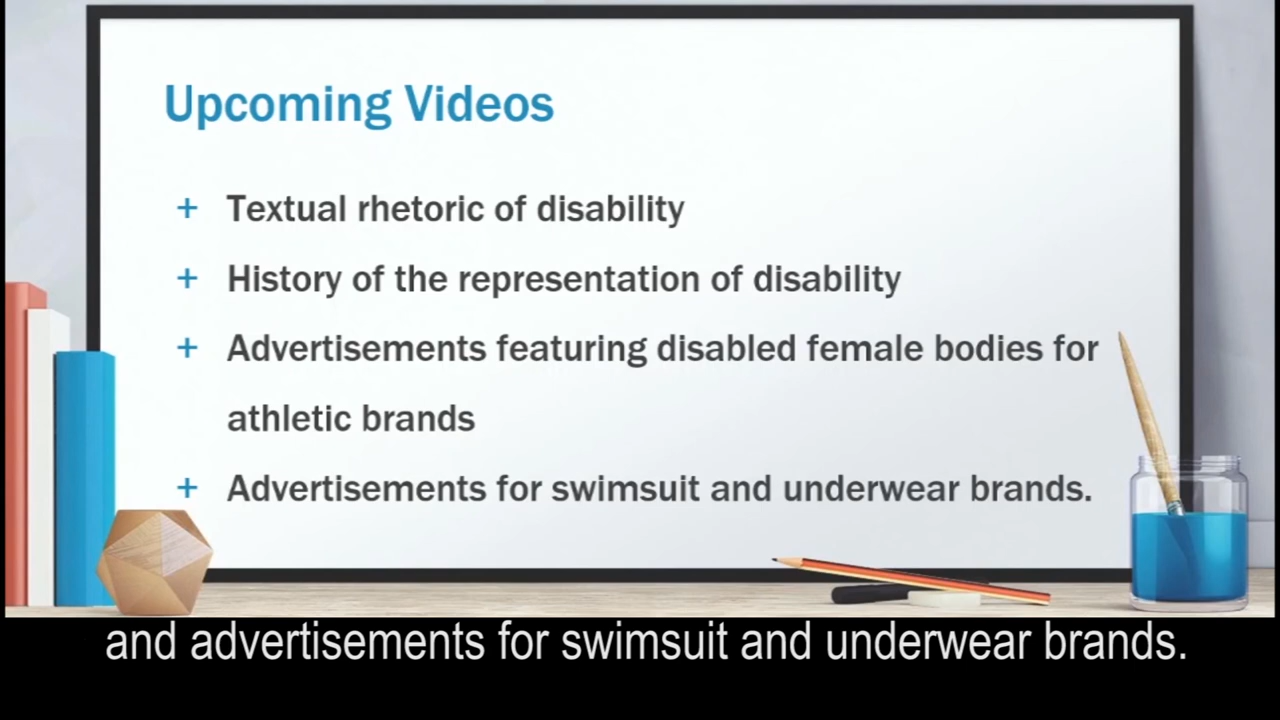 Upcoming Videos
+ Textual rhetoric of disability
+ History of the representation of disability
+ Advertisements featuring disabled female bodies for
athletic brands
+ Advertisements for swimsuit and underwear brands.
and advertisements for swimsuit and underwear brands.